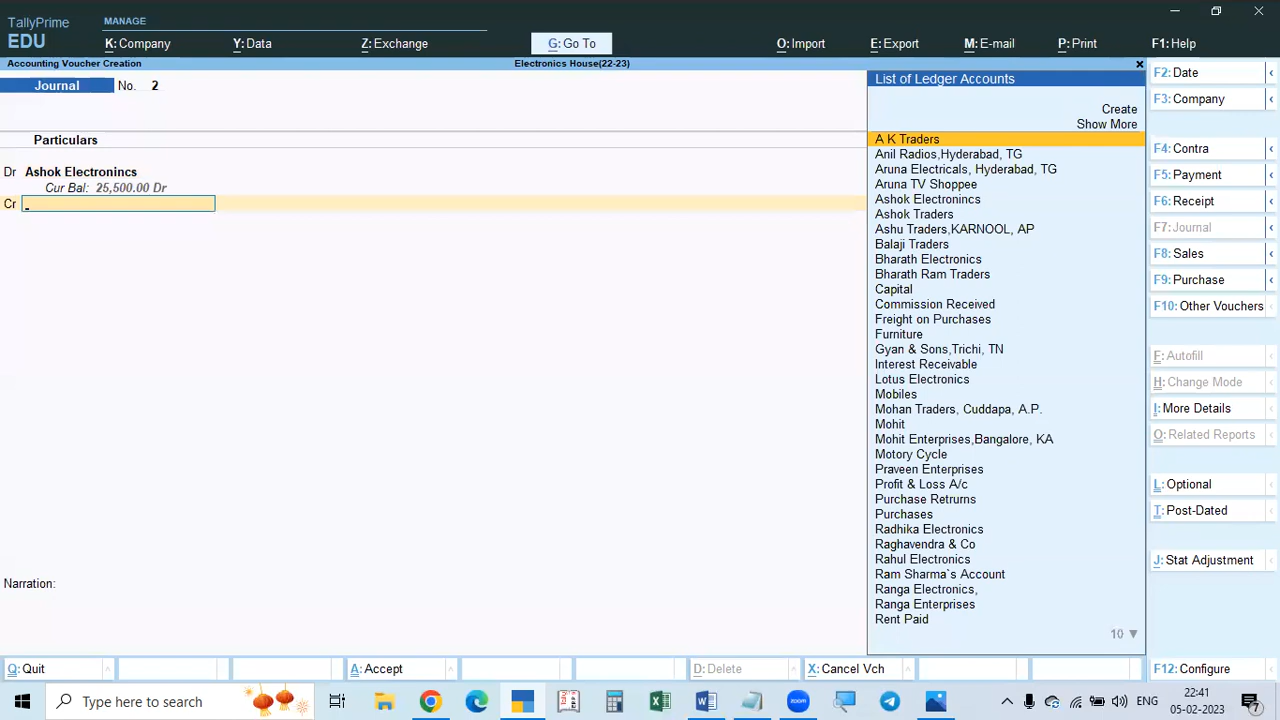 TallyPrime
MANAGE
EDU
K: Company
Y: Data
Z: Exchange
G: Go To
O: Import
E: Export
M: E-mail
P: Print
F1: Help
Accounting Voucher Creation
Electronics House(22-23)
Journal No. 2
Particulars
Dr Ashok Electronincs
Cur Bal: 25,500.00 Dr
Cr
Narration:
List of Ledger Accounts
Create
Show More
A K Traders
Anil Radios,Hyderabad, TG
Aruna Electricals, Hyderabad, TG
Aruna TV Shoppee
Ashok Electronincs
Ashok Traders
Ashu Traders,KARNOOL, AP
Balaji Traders
Bharath Electronics
Bharath Ram Traders
Capital
Commission Received
Freight on Purchases
Furniture
Gyan & Sons,Trichi, TN
Interest Receivable
Lotus Electronics
Mobiles
Mohan Traders, Cuddapa, A.P.
Mohit
Mohit Enterprises,Bangalore, KA
Motory Cycle
Praveen Enterprises
Profit & Loss A/c
Purchase Retrurns
Purchases
Radhika Electronics
Raghavendra & Co
Rahul Electronics
Ram Sharma`s Account
Ranga Electronics,
Ranga Enterprises
Rent Paid
10 ▼
F2: Date
F3: Company
F4: Contra
F5: Payment
F6: Receipt
F7: Journal
F8: Sales
F9: Purchase
F10: Other Vouchers
F: Autofill
H: Change Mode
I: More Details
O: Related Reports
L: Optional
T: Post-Dated
J: Stat Adjustment
Q: Quit
A: Accept
D: Delete
X: Cancel Vch
F12: Configure
Type here to search
ENG
22:41
05-02-2023
7